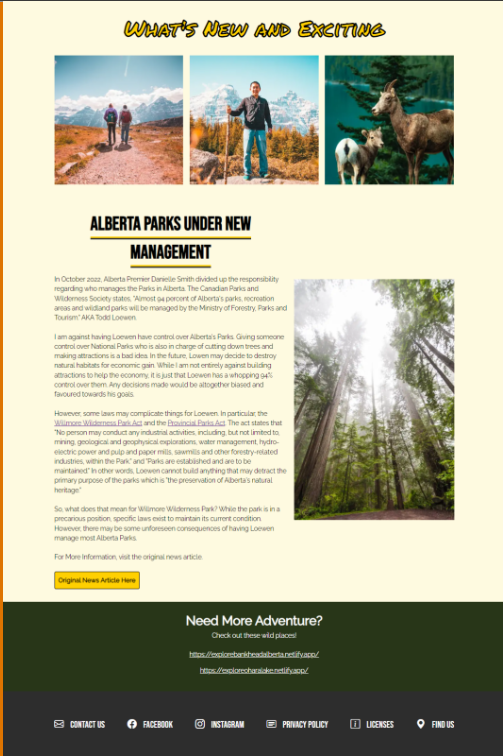 What's New and Exciting
ALBERTA PARKS UNDER NEW
MANAGEMENT
In October 2022, Alberta Premier Danielle Smith divided up the responsibility
regarding who manages the Parks in Alberta. The Canadian Parks and
Wilderness Society states, "Almost 94 percent of Alberta's parks, recreation
areas and wildland parks will be managed by the Ministry of Forestry, Parks and
Tourism" AKA Todd Loewen.
I am against having Loewen have control over Alberta's Parks. Giving someone
control over National Parks who is also in charge of cutting down trees and
making attractions is a bad idea. In the future, Lowen may decide to destroy
natural habitats for economic gain. While I am not entirely against building
attractions to help the economy, it is just that Loewen has a whopping 94%
control over them. Any decisions made would be altogether biased and
favoured towards his goals.
However, some laws may complicate things for Loewen. In particular, the
Willmore Wilderness Park Act and the Provincial Parks Act. The act states that
"No person may conduct any industrial activities, including, but not limited to,
mining, geological and geophysical explorations, water management, hydro-
electric power and pulp and paper mills, sawmills and other forestry-related
industries, within the Park," and "Parks are established and are to be
maintained." In other words, Loewen cannot build anything that may detract the
primary purpose of the parks which is "the preservation of Alberta's natural
heritage."
So, what does that mean for Willmore Wilderness Park? While the park is in a
precarious position, specific laws exist to maintain its current condition.
However, there may be some unforeseen consequences of having Loewen
manage most Alberta Parks.
For More Information, visit the original news article.
Original News Article Here
Need More Adventure?
Check out these wild places!
https://explorebankheadalberta.netlify.app/
https://exploreoharalake.netlify.app/
CONTACT US
FACEBOOK
INSTAGRAM
PRIVACY POLICY
LICENSES
FIND US